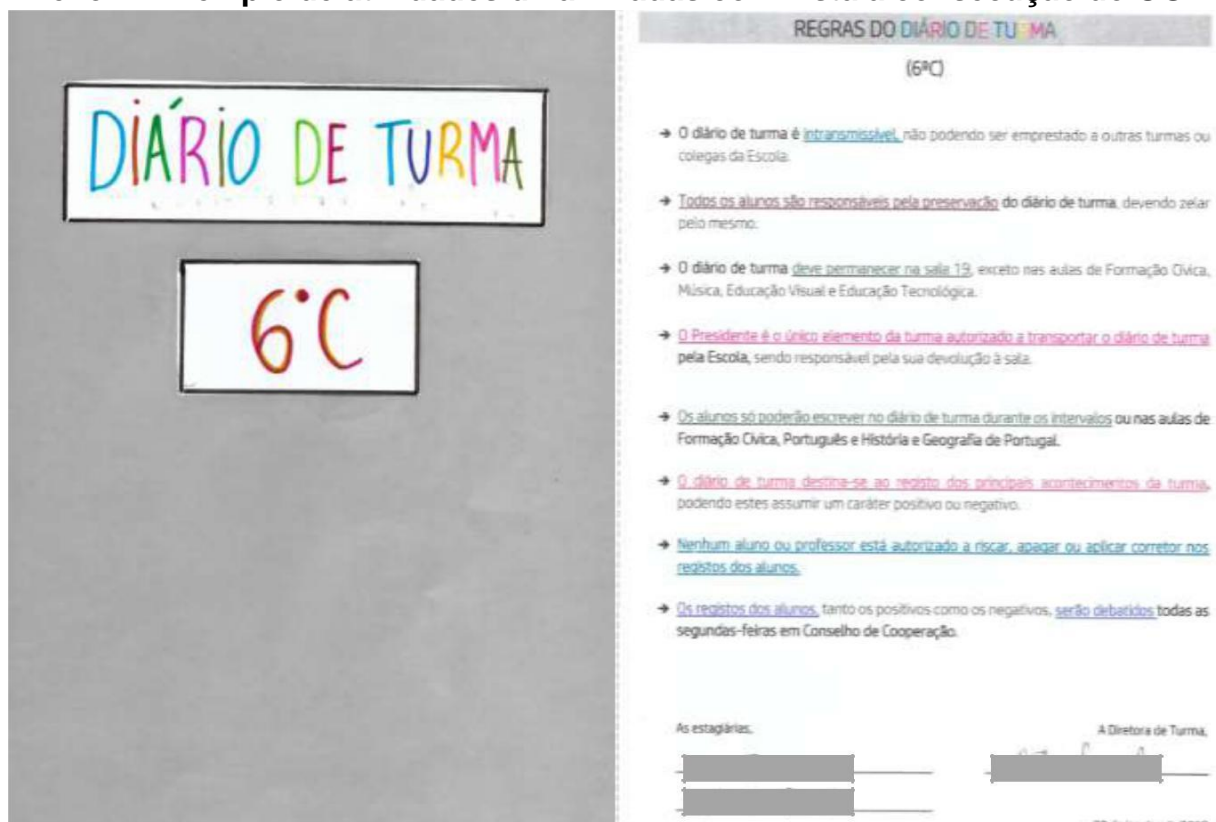 DIÁRIO DE TURMA
6ºC
REGRAS DO DIÁRIO DE TURMA
(6ºC)
→ O diário de turma é intransmissível, não podendo ser emprestado a outras turmas ou
colegas da Escola.
→ Todos os alunos são responsáveis pela preservação do diário de turma, devendo zelar
pelo mesmo.
→ O diário de turma deve permanecer na sala 19, exceto nas aulas de Formação Cívica,
Música, Educação Visual e Educação Tecnológica.
→ O Presidente é o único elemento da turma autorizado a transportar o diário de turma
pela Escola, sendo responsável pela sua devolução à sala.
→ Os alunos só poderão escrever no diário de turma durante os intervalos ou nas aulas de
Formação Cívica, Português e História e Geografia de Portugal.
→ O diário de turma destina-se ao registo dos principais acontecimentos da turma,
podendo estes assumir um caráter positivo ou negativo.
→ Nenhum aluno ou professor está autorizado a riscar, apagar ou aplicar corretor nos
registos dos alunos.
→ Os registos dos alunos, tanto os positivos como os negativos, serão debatidos todas as
segundas-feiras em Conselho de Cooperação.
As estagiárias,
A Diretora de Turma,